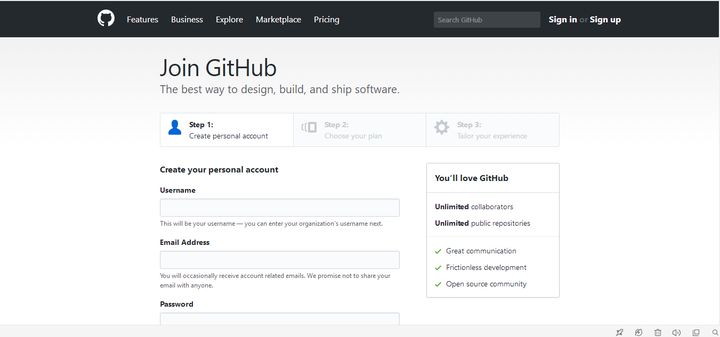 Features Business Explore Marketplace Pricing Search GitHub Sign in or Sign up
Join GitHub
The best way to design, build, and ship software.
Step 1:
Create personal account
Step 2:
Choose your plan
Step 3:
Tailor your experience
Create your personal account
Username
This will be your username — you can enter your organization's username next.
Email Address
You will occasionally receive account related emails. We promise not to share
your email with anyone.
Password
You'll love GitHub
Unlimited collaborators
Unlimited public repositories
Great communication
Frictionless development
Open source community